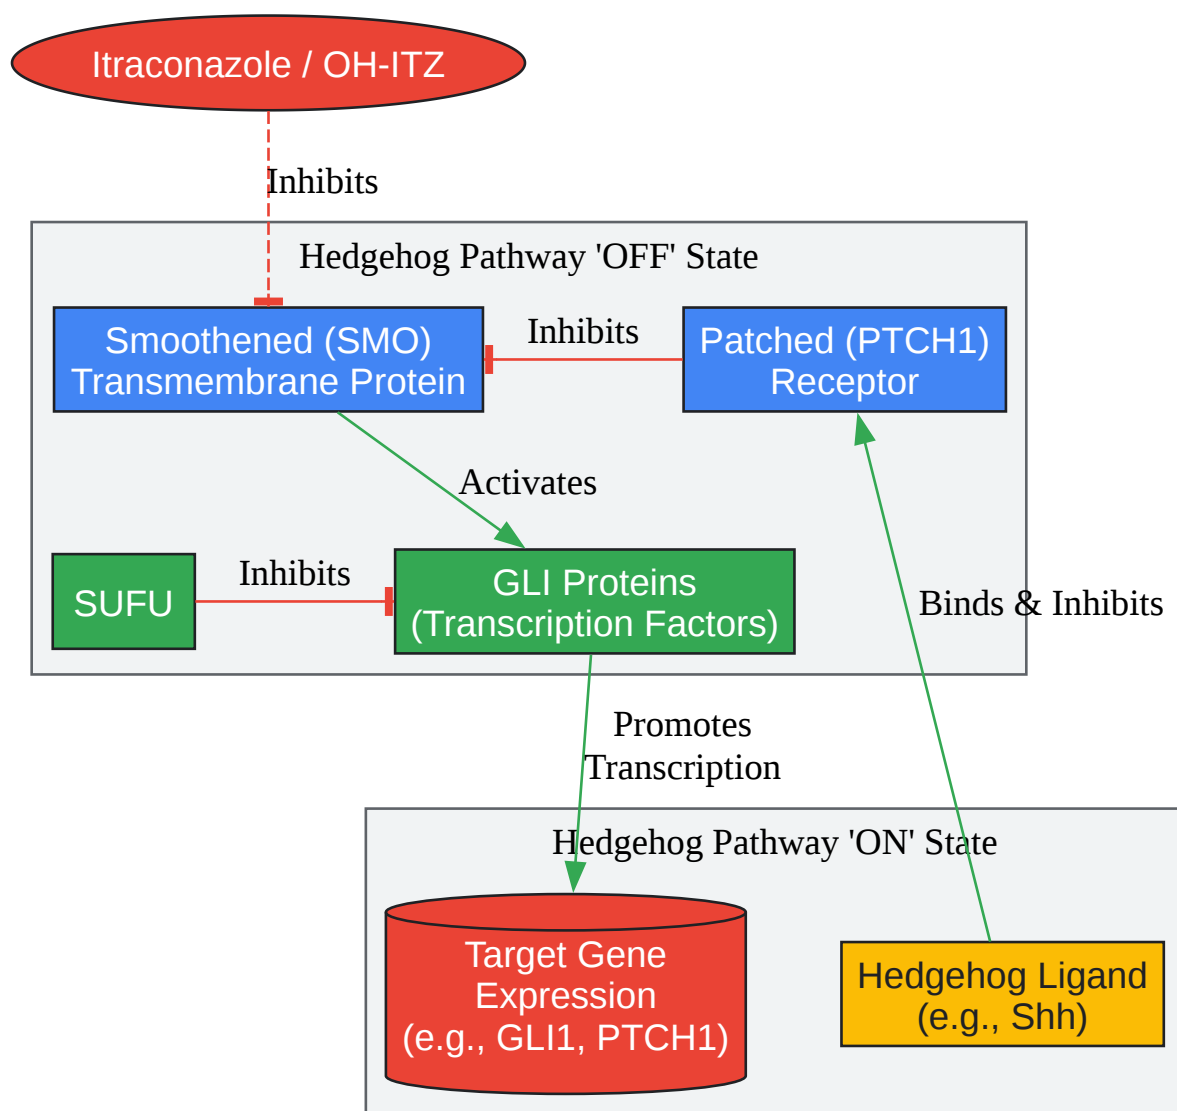 Itraconazole / OH-ITZ
Inhibits
Hedgehog Pathway 'OFF' State
Smoothened (SMO)
Transmembrane Protein
Inhibits
Patched (PTCH1)
Receptor
Activates
SUFU
Inhibits
GLI Proteins
(Transcription Factors)
Binds & Inhibits
Promotes
Transcription
Hedgehog Pathway 'ON' State
Target Gene
Expression
(e.g., GLI1, PTCH1)
Hedgehog Ligand
(e.g., Shh)